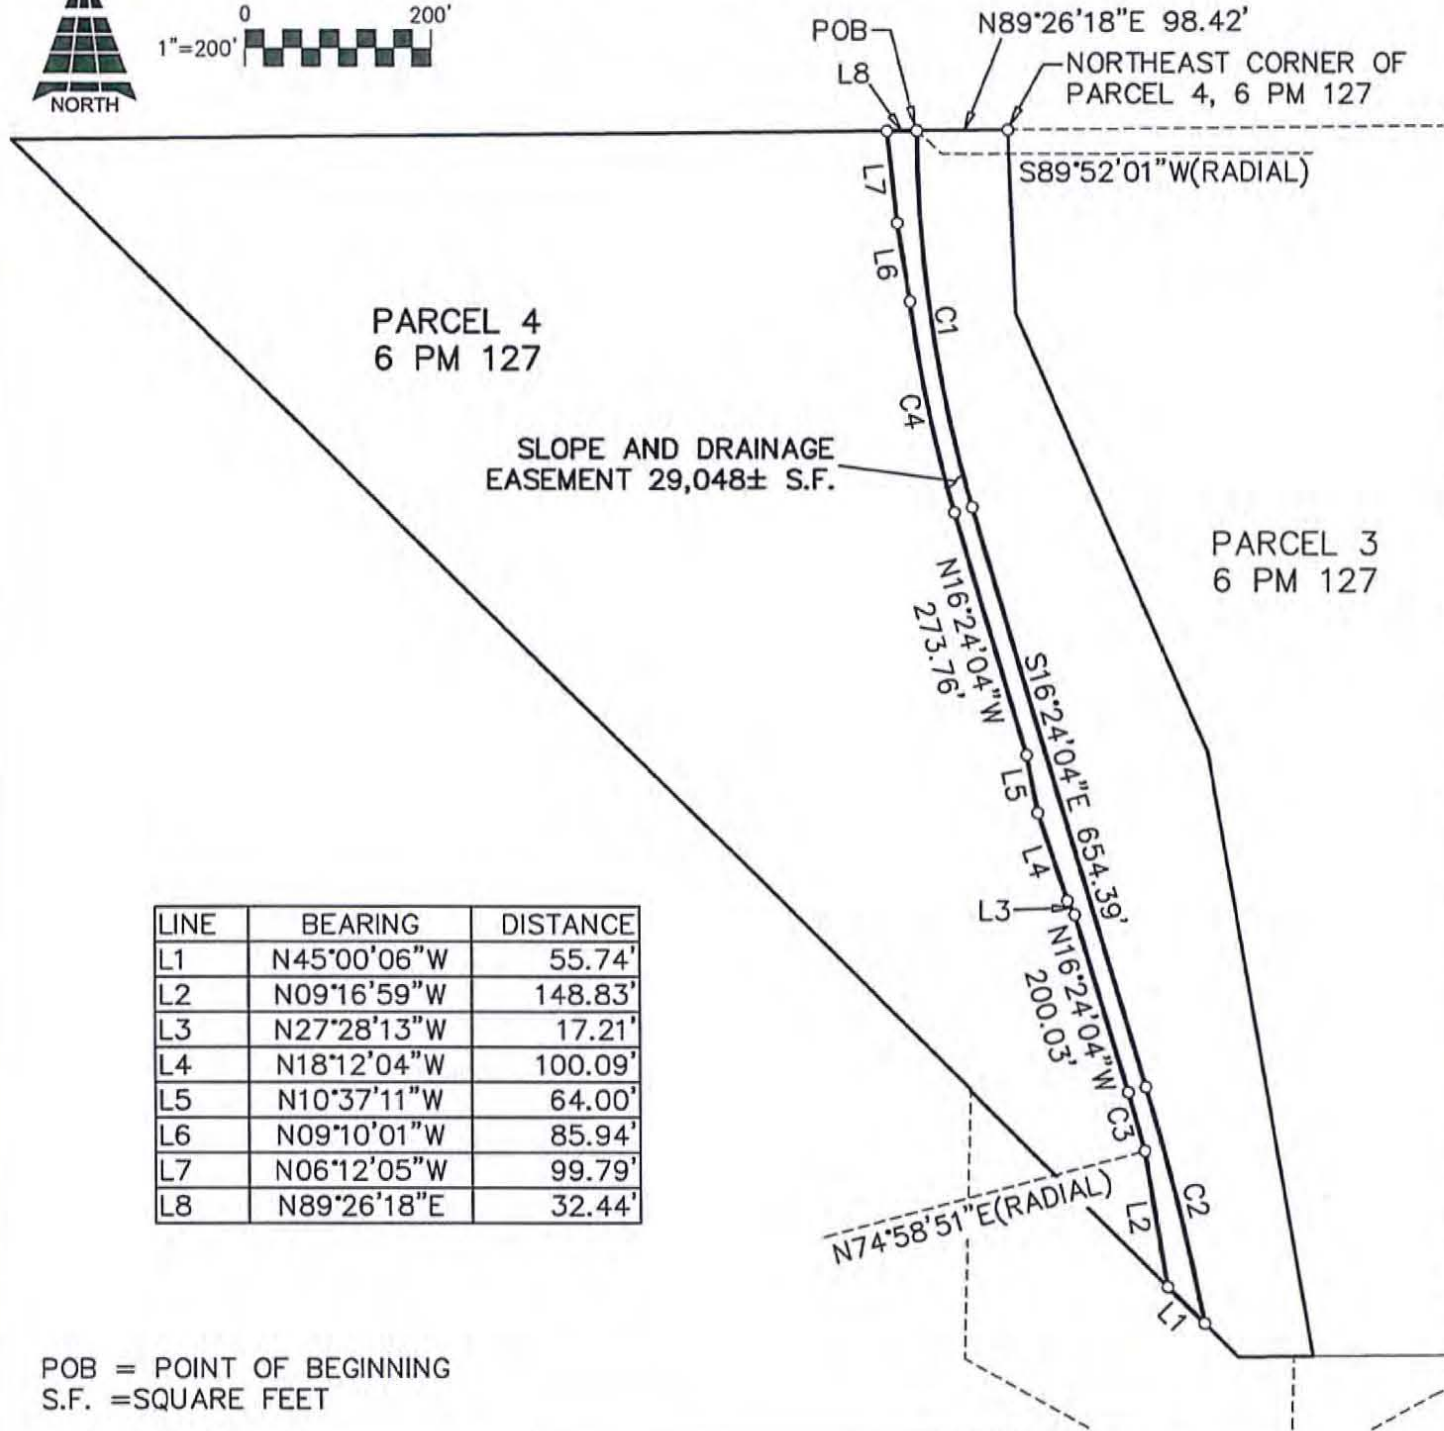 0 200'
1"=200'
NORTH
POB
N89°26'18"E 98.42'
L8
NORTHEAST CORNER OF
PARCEL 4, 6 PM 127
S89°52'01"W(RADIAL)
L7
L6
C1
PARCEL 4
6 PM 127
C4
SLOPE AND DRAINAGE
EASEMENT 29,048± S.F.
PARCEL 3
6 PM 127
N16°24'04"W
273.76'
S16°24'04"E 654.39'
L5
L4
L3
N16°24'04"W
200.03'
C3
C2
L2
N74°58'51"E(RADIAL)
L1
LINE BEARING DISTANCE
L1 N45°00'06"W 55.74'
L2 N09°16'59"W 148.83'
L3 N27°28'13"W 17.21'
L4 N18°12'04"W 100.09'
L5 N10°37'11"W 64.00'
L6 N09°10'01"W 85.94'
L7 N06°12'05"W 99.79'
L8 N89°26'18"E 32.44'
POB = POINT OF BEGINNING
S.F. =SQUARE FEET